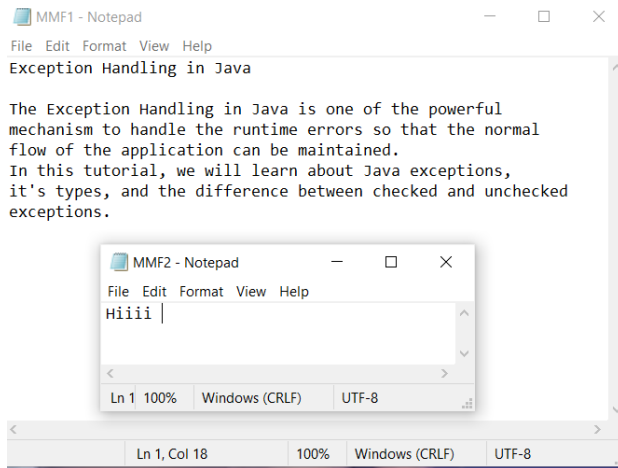 MMF1 - Notepad
File Edit Format View Help
Exception Handling in Java
The Exception Handling in Java is one of the powerful
mechanism to handle the runtime errors so that the normal
flow of the application can be maintained.
In this tutorial, we will learn about Java exceptions,
it's types, and the difference between checked and unchecked
exceptions.
MMF2 - Notepad
File Edit Format View Help
Hiiii
Ln 1 100% Windows (CRLF) UTF-8
Ln 1, Col 18 100% Windows (CRLF) UTF-8